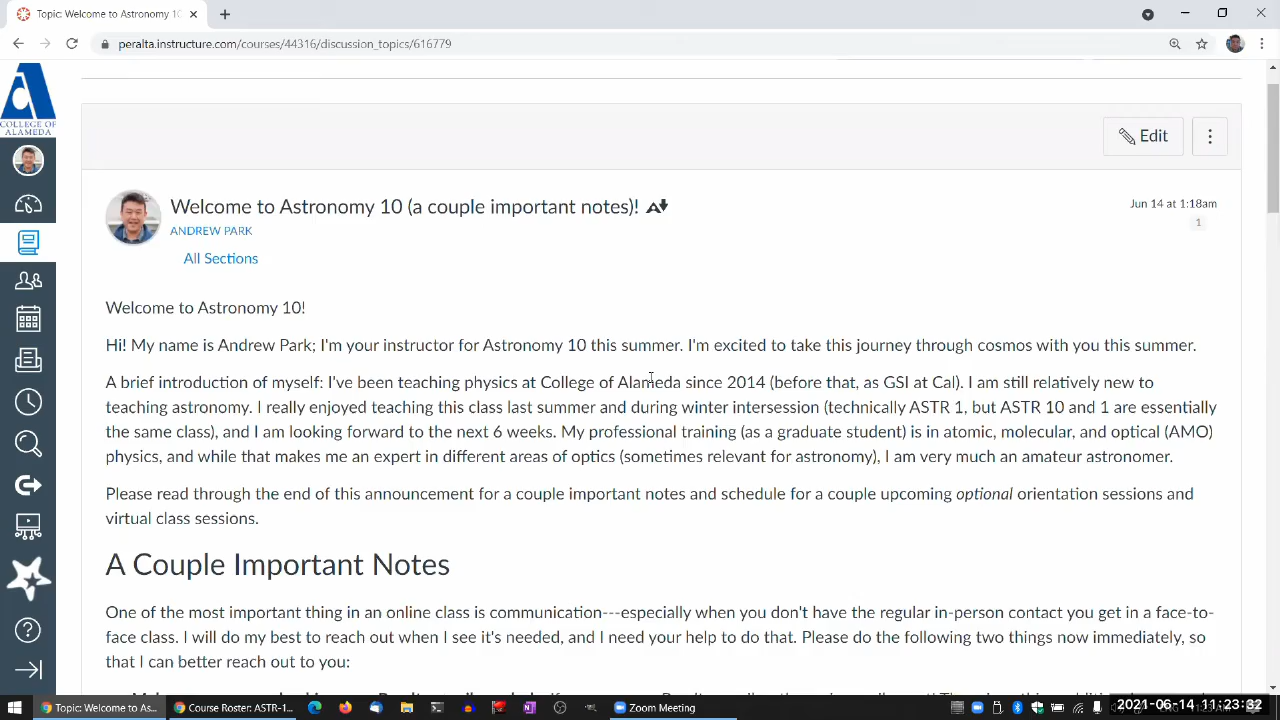 Topic: Welcome to Astronomy 10
peralta.instructure.com/courses/44316/discussion_topics/616779
COLLEGE OF
ALAMEDA
Edit
Welcome to Astronomy 10 (a couple important notes)!
Jun 14 at 1:18am
1
ANDREW PARK
All Sections
Welcome to Astronomy 10!
Hi! My name is Andrew Park; I'm your instructor for Astronomy 10 this summer. I'm excited to take this journey through cosmos with you this summer.
A brief introduction of myself: I've been teaching physics at College of Alameda since 2014 (before that, as GSI at Cal). I am still relatively new to
teaching astronomy. I really enjoyed teaching this class last summer and during winter intersession (technically ASTR 1, but ASTR 10 and 1 are essentially
the same class), and I am looking forward to the next 6 weeks. My professional training (as a graduate student) is in atomic, molecular, and optical (AMO)
physics, and while that makes me an expert in different areas of optics (sometimes relevant for astronomy), I am very much an amateur astronomer.
Please read through the end of this announcement for a couple important notes and schedule for a couple upcoming optional orientation sessions and
virtual class sessions.
A Couple Important Notes
One of the most important thing in an online class is communication---especially when you don't have the regular in-person contact you get in a face-to-
face class. I will do my best to reach out when I see it's needed, and I need your help to do that. Please do the following two things now immediately, so
that I can better reach out to you:
Topic: Welcome to As...
Course Roster: ASTR-1...
Zoom Meeting
2021-06-14 11:23:32